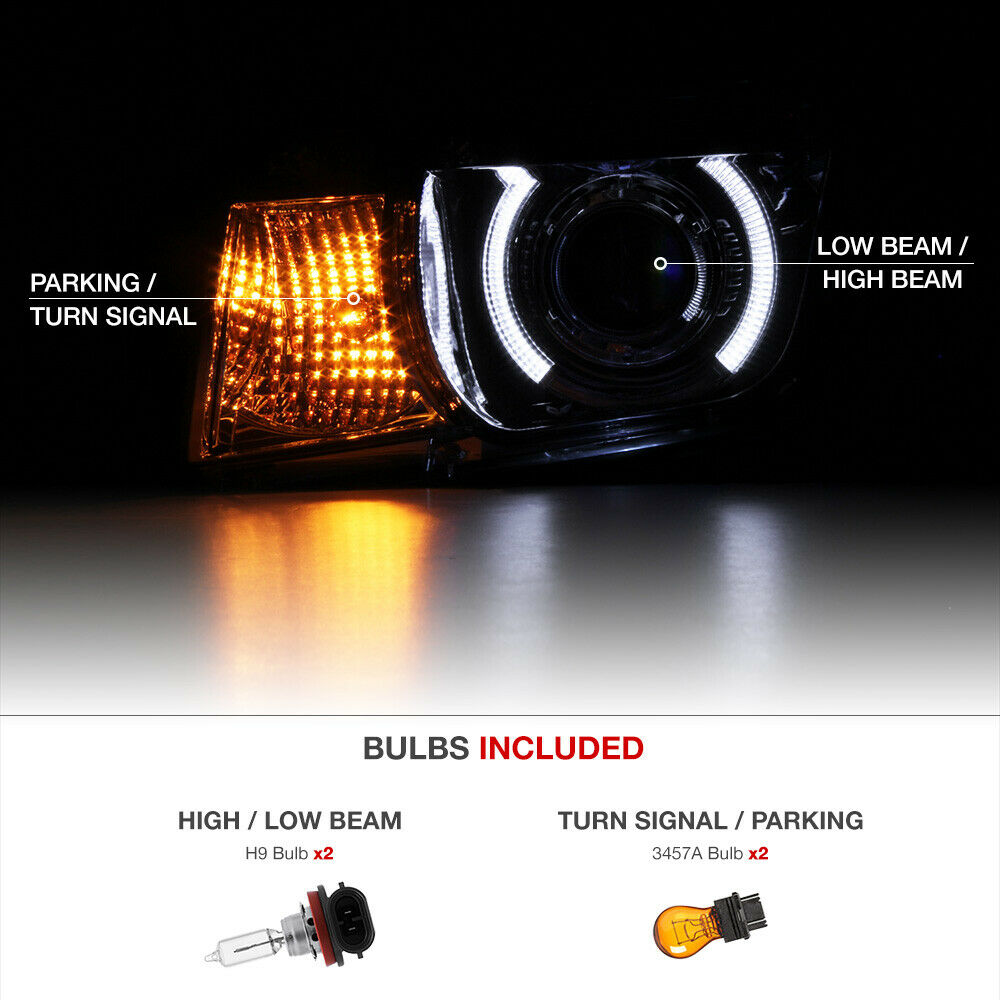 PARKING /
TURN SIGNAL
LOW BEAM /
HIGH BEAM
BULBS INCLUDED
HIGH / LOW BEAM
H9 Bulb x2
TURN SIGNAL / PARKING
3457A Bulb x2